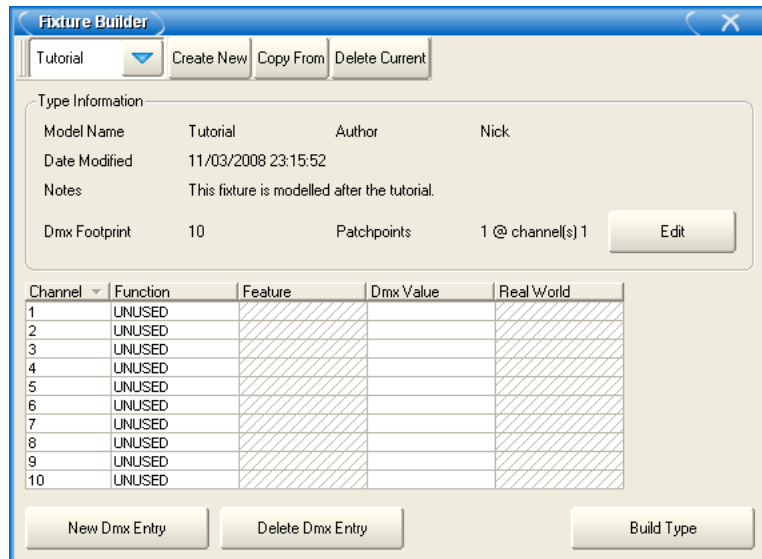 Fixture Builder
Tutorial Create New Copy From Delete Current
Type Information
Model Name Tutorial Author Nick
Date Modified 11/03/2008 23:15:52
Notes This fixture is modelled after the tutorial.
Dmx Footprint 10 Patchpoints 1 @ channel(s) 1 Edit
Channel Function Feature Dmx Value Real World
1 UNUSED
2 UNUSED
3 UNUSED
4 UNUSED
5 UNUSED
6 UNUSED
7 UNUSED
8 UNUSED
9 UNUSED
10 UNUSED
New Dmx Entry Delete Dmx Entry Build Type